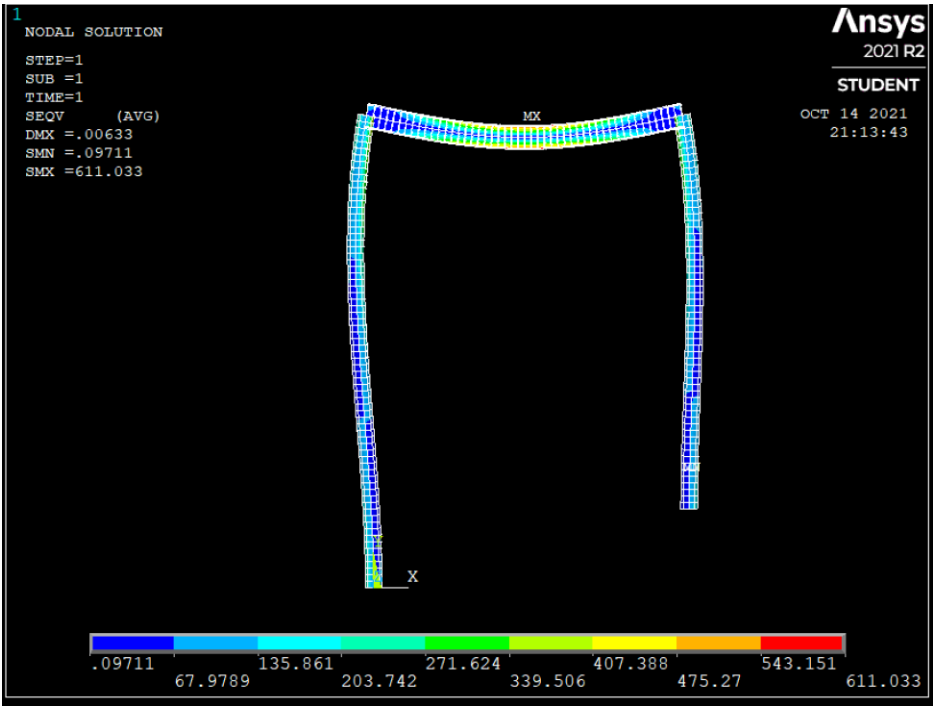 1
NODAL SOLUTION
STEP=1
SUB =1
TIME=1
SEQV     (AVG)
DMX =.00633
SMN =.09711
SMX =611.033
Ansys
2021 R2
STUDENT
OCT 14 2021
21:13:43
MX
X
.09711 135.861 271.624 407.388 543.151
67.9789 203.742 339.506 475.27 611.033